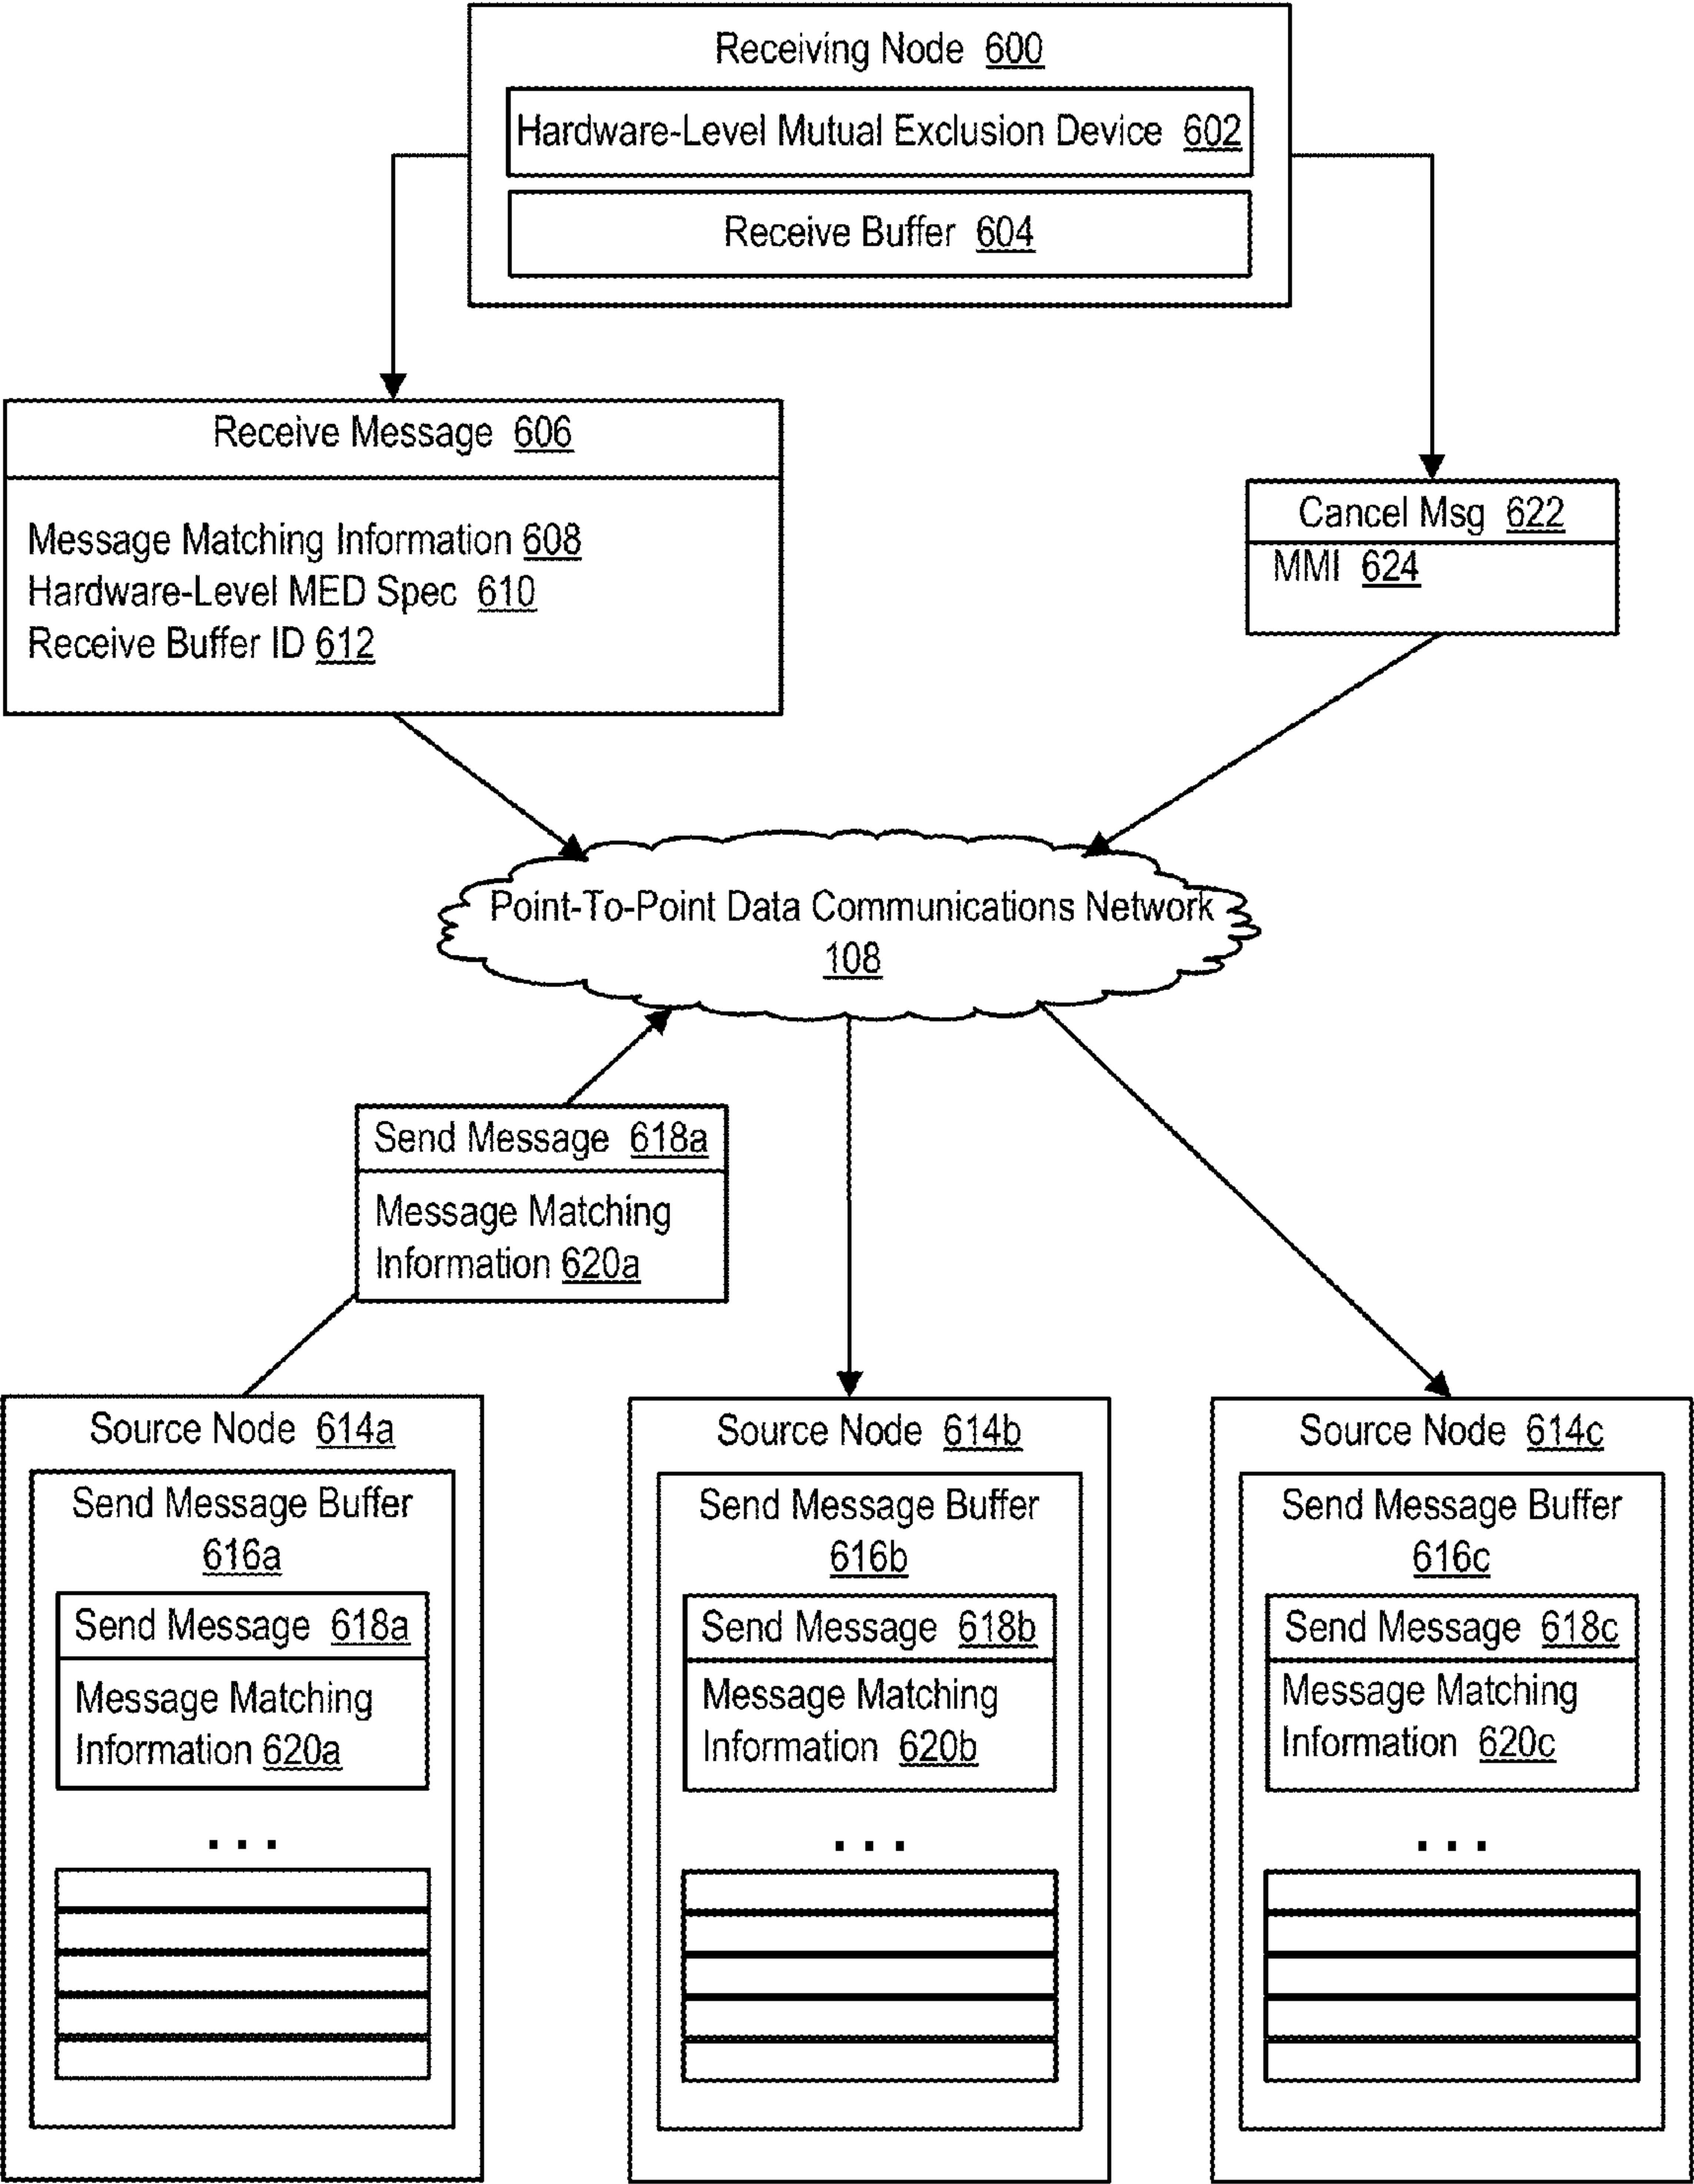 Receiving Node 600
Hardware-Level Mutual Exclusion Device 602
Receive Buffer 604
Receive Message 606
Message Matching Information 608
Hardware-Level MED Spec 610
Receive Buffer ID 612
Cancel Msg 622
MMI 624
Point-To-Point Data Communications Network
108
Send Message 618a
Message Matching
Information 620a
Source Node 614a
Send Message Buffer
616a
Send Message 618a
Message Matching
Information 620a
...
Source Node 614b
Send Message Buffer
616b
Send Message 618b
Message Matching
Information 620b
...
Source Node 614c
Send Message Buffer
616c
Send Message 618c
Message Matching
Information 620c
...